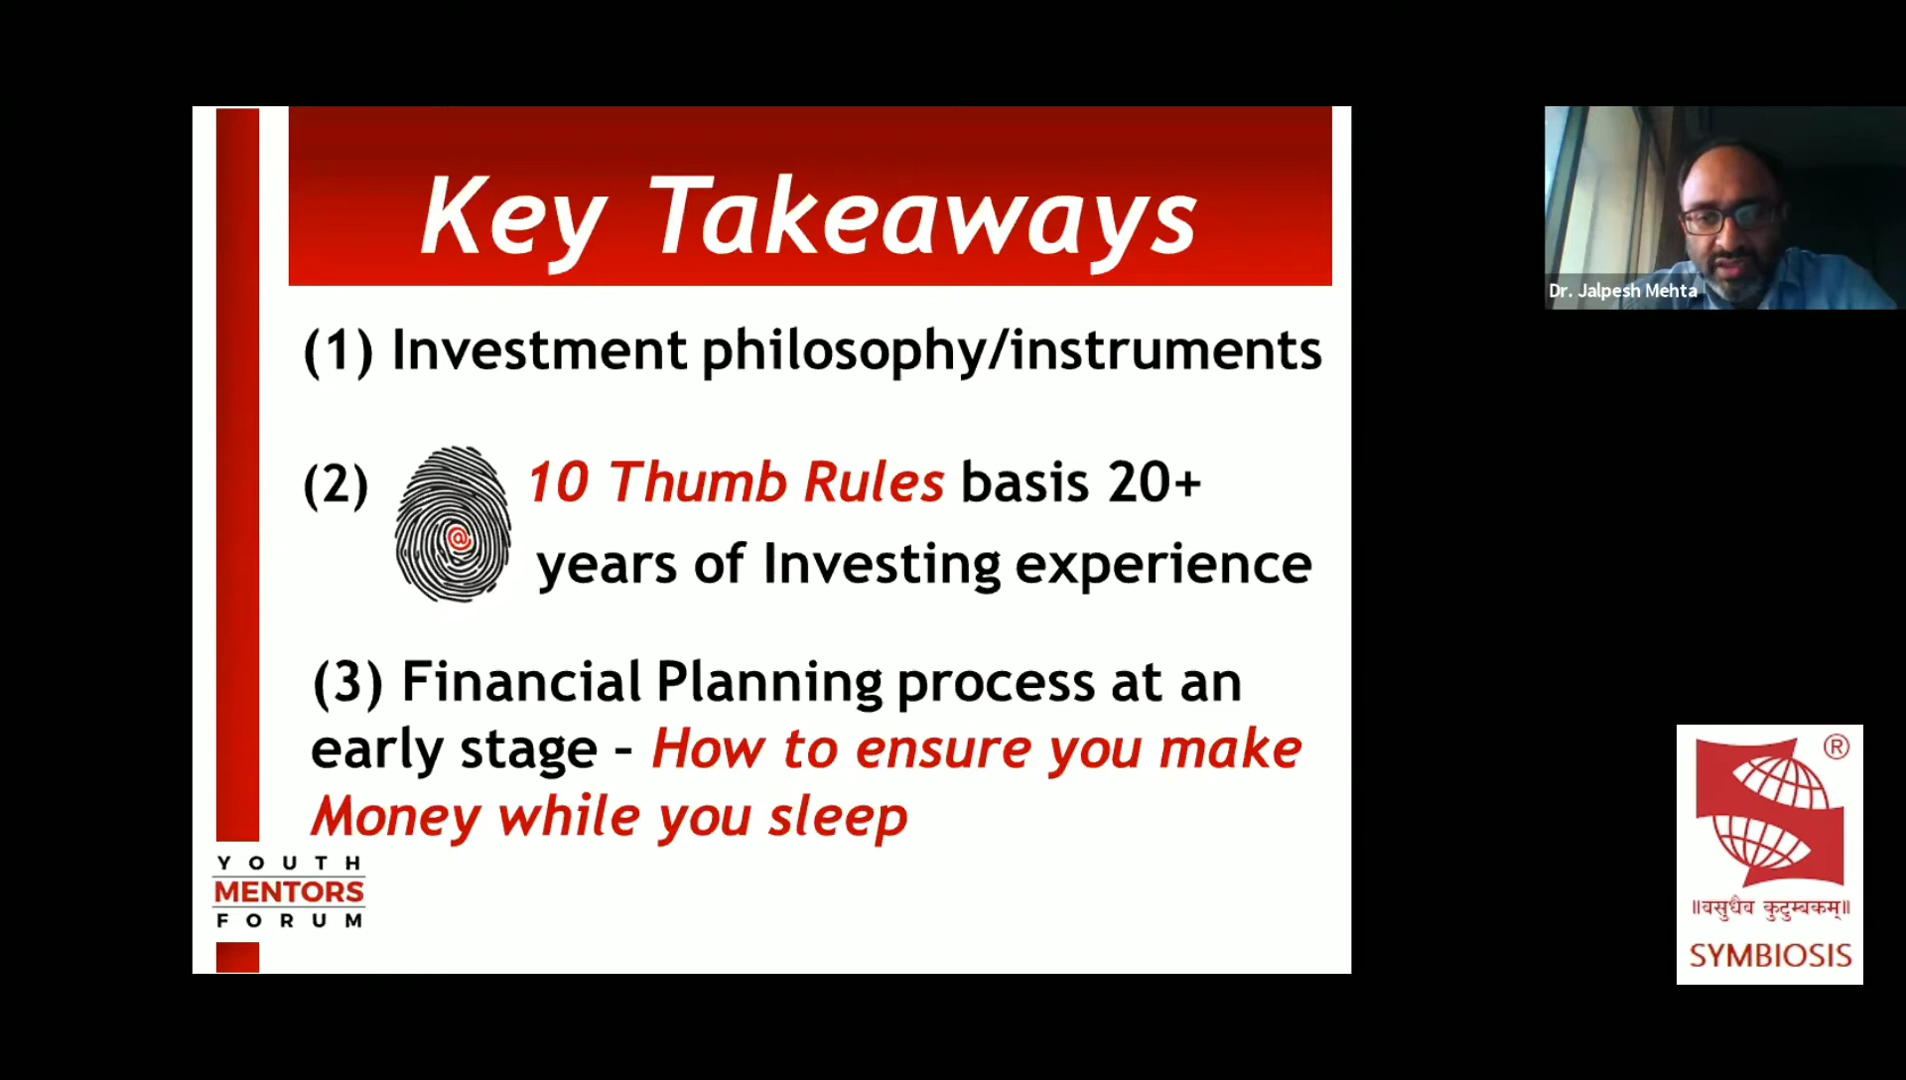 Key Takeaways
(1) Investment philosophy/instruments
(2) 10 Thumb Rules basis 20+
@
years of Investing experience
(3) Financial Planning process at an
early stage – How to ensure you make
Money while you sleep
YOUTH
MENTORS
FORUM
Dr. Jalpesh Mehta
®
॥वसुधैव कुटुम्बकम्॥
SYMBIOSIS